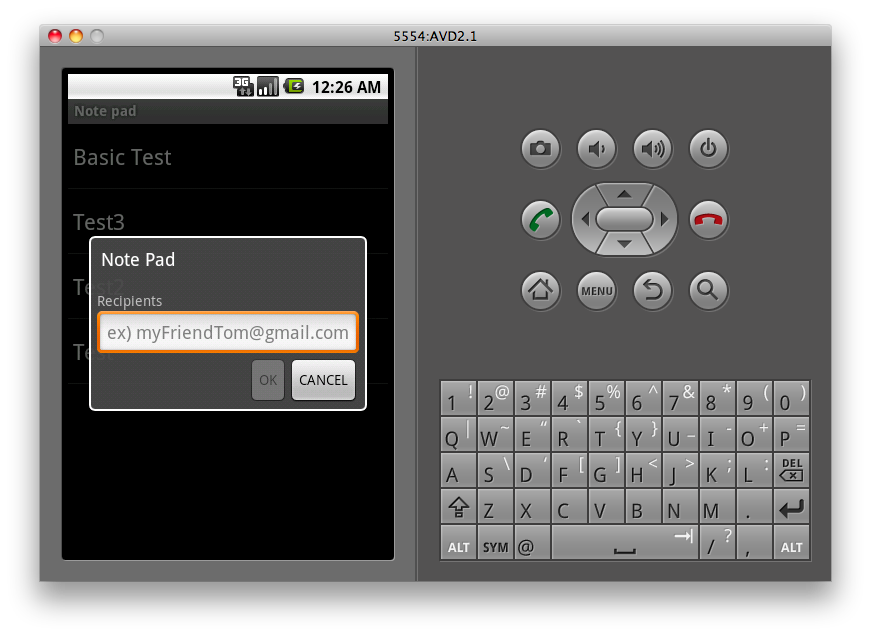 5554:AVD2.1
3G 12:26 AM
Note pad
Basic Test
Test3
Test2
Test
Note Pad
Recipients
ex) myFriendTom@gmail.com
OK CANCEL
MENU
1 ! 2 @ 3 # 4 $ 5 % 6 ^ 7 & 8 * 9 ( 0 )
Q | W ~ E “ R ` T { Y } U _ I - O + P =
A S \ D ‘ F [ G ] H < J > K ; L : DEL
Z X C V B N M .
ALT SYM @ / ? , ALT